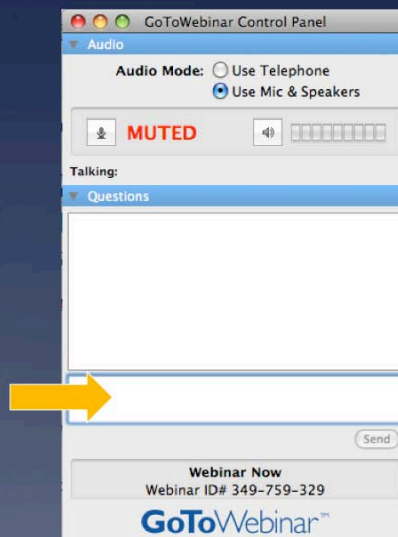 GoToWebinar Control Panel
Audio
Audio Mode: Use Telephone
Use Mic & Speakers
MUTED
Talking:
Questions
Send
Webinar Now
Webinar ID# 349-759-329
GoToWebinar™